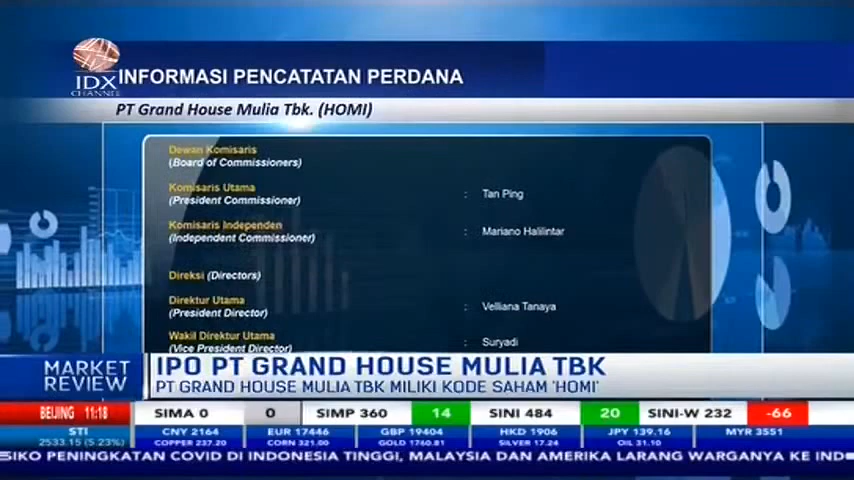 IDX
CHANNEL
INFORMASI PENCATATAN PERDANA
PT Grand House Mulia Tbk. (HOMI)
Dewan Komisaris
(Board of Commissioners)
Komisaris Utama
(President Commissioner) : Tan Ping
Komisaris Independen
(Independent Commissioner) : Mariano Halilintar
Direksi (Directors)
Direktur Utama
(President Director) : Velliana Tanaya
Wakil Direktur Utama
(Vice President Director) : Suryadi
MARKET
REVIEW
IPO PT GRAND HOUSE MULIA TBK
PT GRAND HOUSE MULIA TBK MILIKI KODE SAHAM 'HOMI'
BEIJING 11:18 SIMA 0 0 SIMP 360 14 SINI 484 20 SINI-W 232 -66
STI CNY 2164 EUR 17446 GBP 19404 HKD 1906 JPY 139.16 MYR 3551
2533.15 (5.23%) COPPER 237.20 CORN 321.00 GOLD 1760.81 SILVER 17.24 OIL 31.10
SIKO PENINGKATAN COVID DI INDONESIA TINGGI, MALAYSIA DAN AMERIKA LARANG WARGANYA KE IND